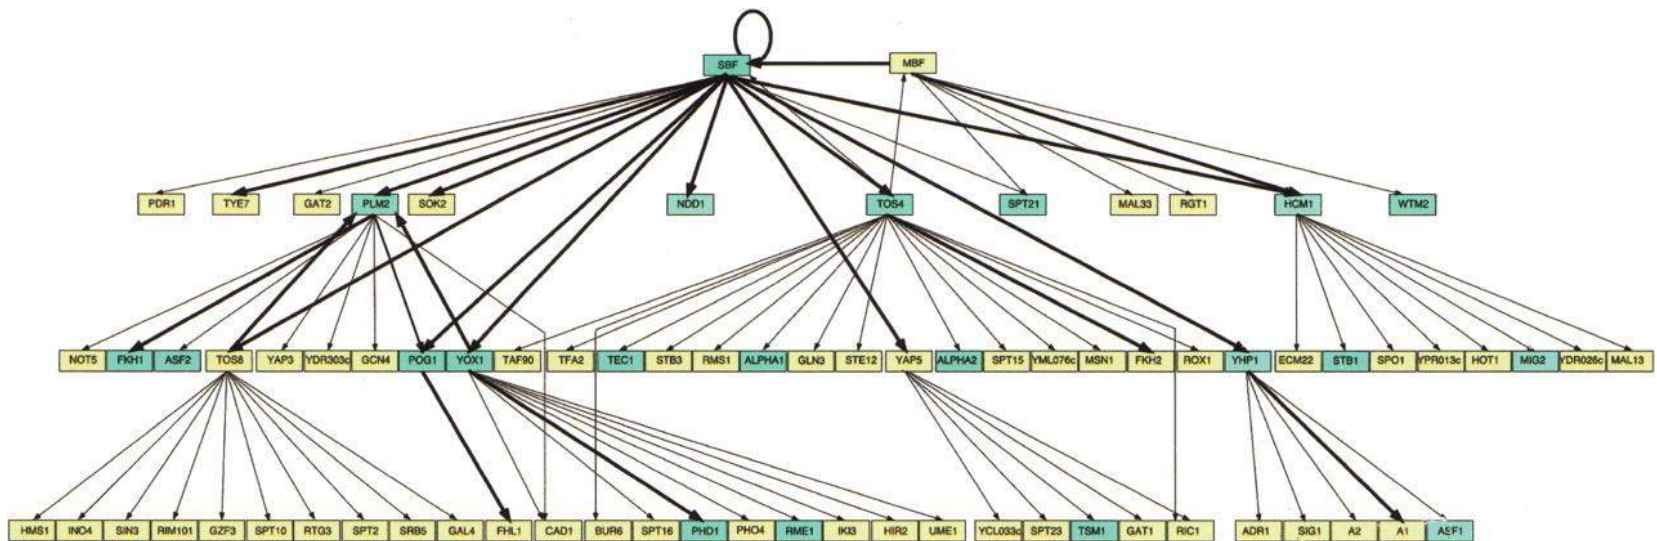 SBF MBF
PDR1 TYE7 GAT2 PLM2 SOK2 NDD1 TOS4 SPT21 MAL33 RGT1 HCM1 WTM2
NOT5 FKH1 ASF2 TOS8 YAP3 YDR303c GCN4 POG1 YOX1 TAF90 TFA2 TEC1 STB3 RMS1 ALPHA1 GLN3 STE12 YAP5 ALPHA2 SPT15 YML076c MSN1 FKH2 ROX1 YHP1 ECM22 STB1 SPO1 YPR013c HOT1 MIG2 YDR026c MAL13
HMS1 INO4 SIN3 RIM101 GZF3 SPT10 RTG3 SPT2 SRB5 GAL4 FHL1 CAD1 BUR6 SPT16 PHD1 PHO4 RME1 IKI3 HIR2 UME1 YCL033c SPT23 TSM1 GAT1 RIC1 ADR1 SIG1 A2 A1 ASF1